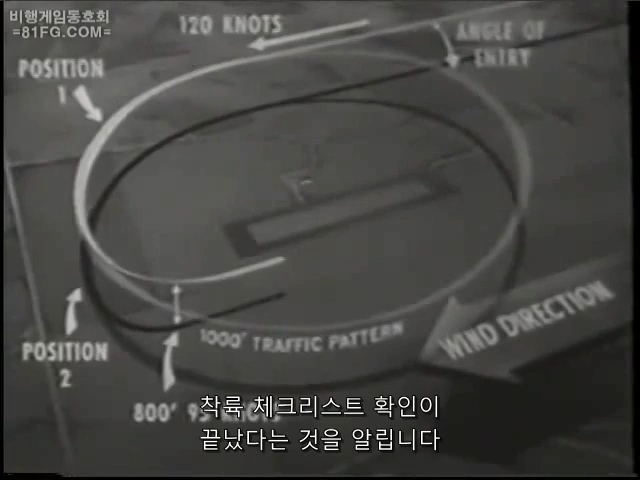 비행게임동호회
=81FG.COM=
120 KNOTS
ANGLE OF
ENTRY
POSITION
1
WIND DIRECTION
1000' TRAFFIC PATTERN
POSITION
2
800' 95 KNOTS
착륙 체크리스트 확인이
끝났다는 것을 알립니다